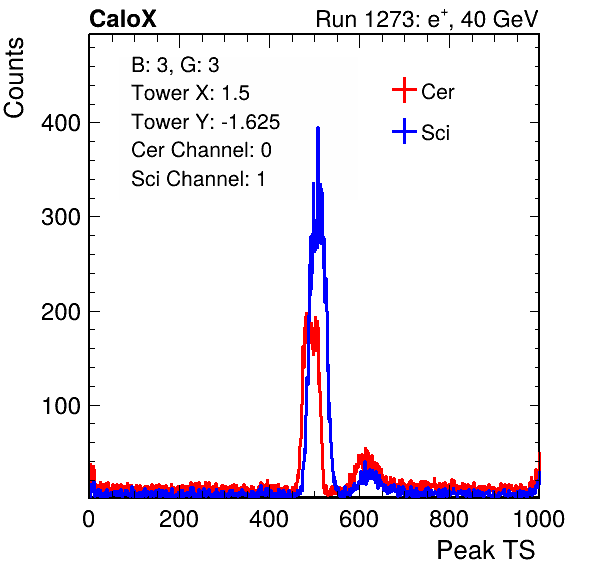 CaloX Run 1273: e⁺, 40 GeV
Counts
B: 3, G: 3
Tower X: 1.5
Tower Y: -1.625
Cer Channel: 0
Sci Channel: 1
Cer
Sci
400
300
200
100
0 200 400 600 800 1000
Peak TS